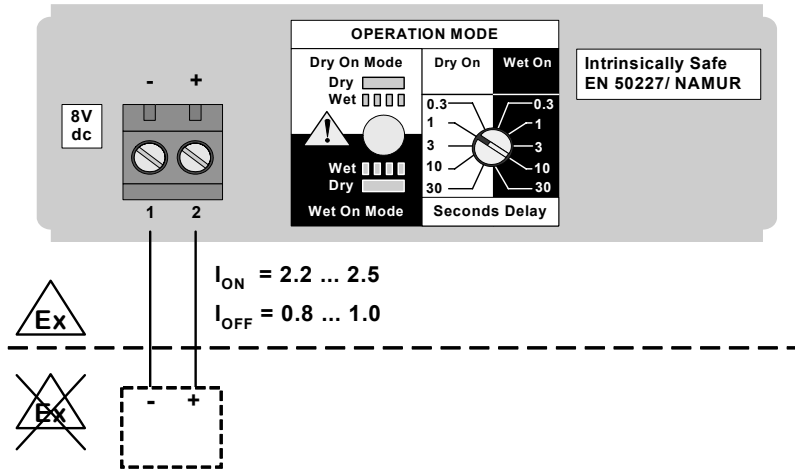 OPERATION MODE
Dry On Mode
Dry
Wet
Wet
Dry
Wet On Mode
Dry On
Wet On
0.3
0.3
1
1
3
3
10
10
30
30
Seconds Delay
Intrinsically Safe
EN 50227/ NAMUR
- +
8V
dc
1 2
I ON = 2.2 ... 2.5
I OFF = 0.8 ... 1.0
Ex
Ex
- +